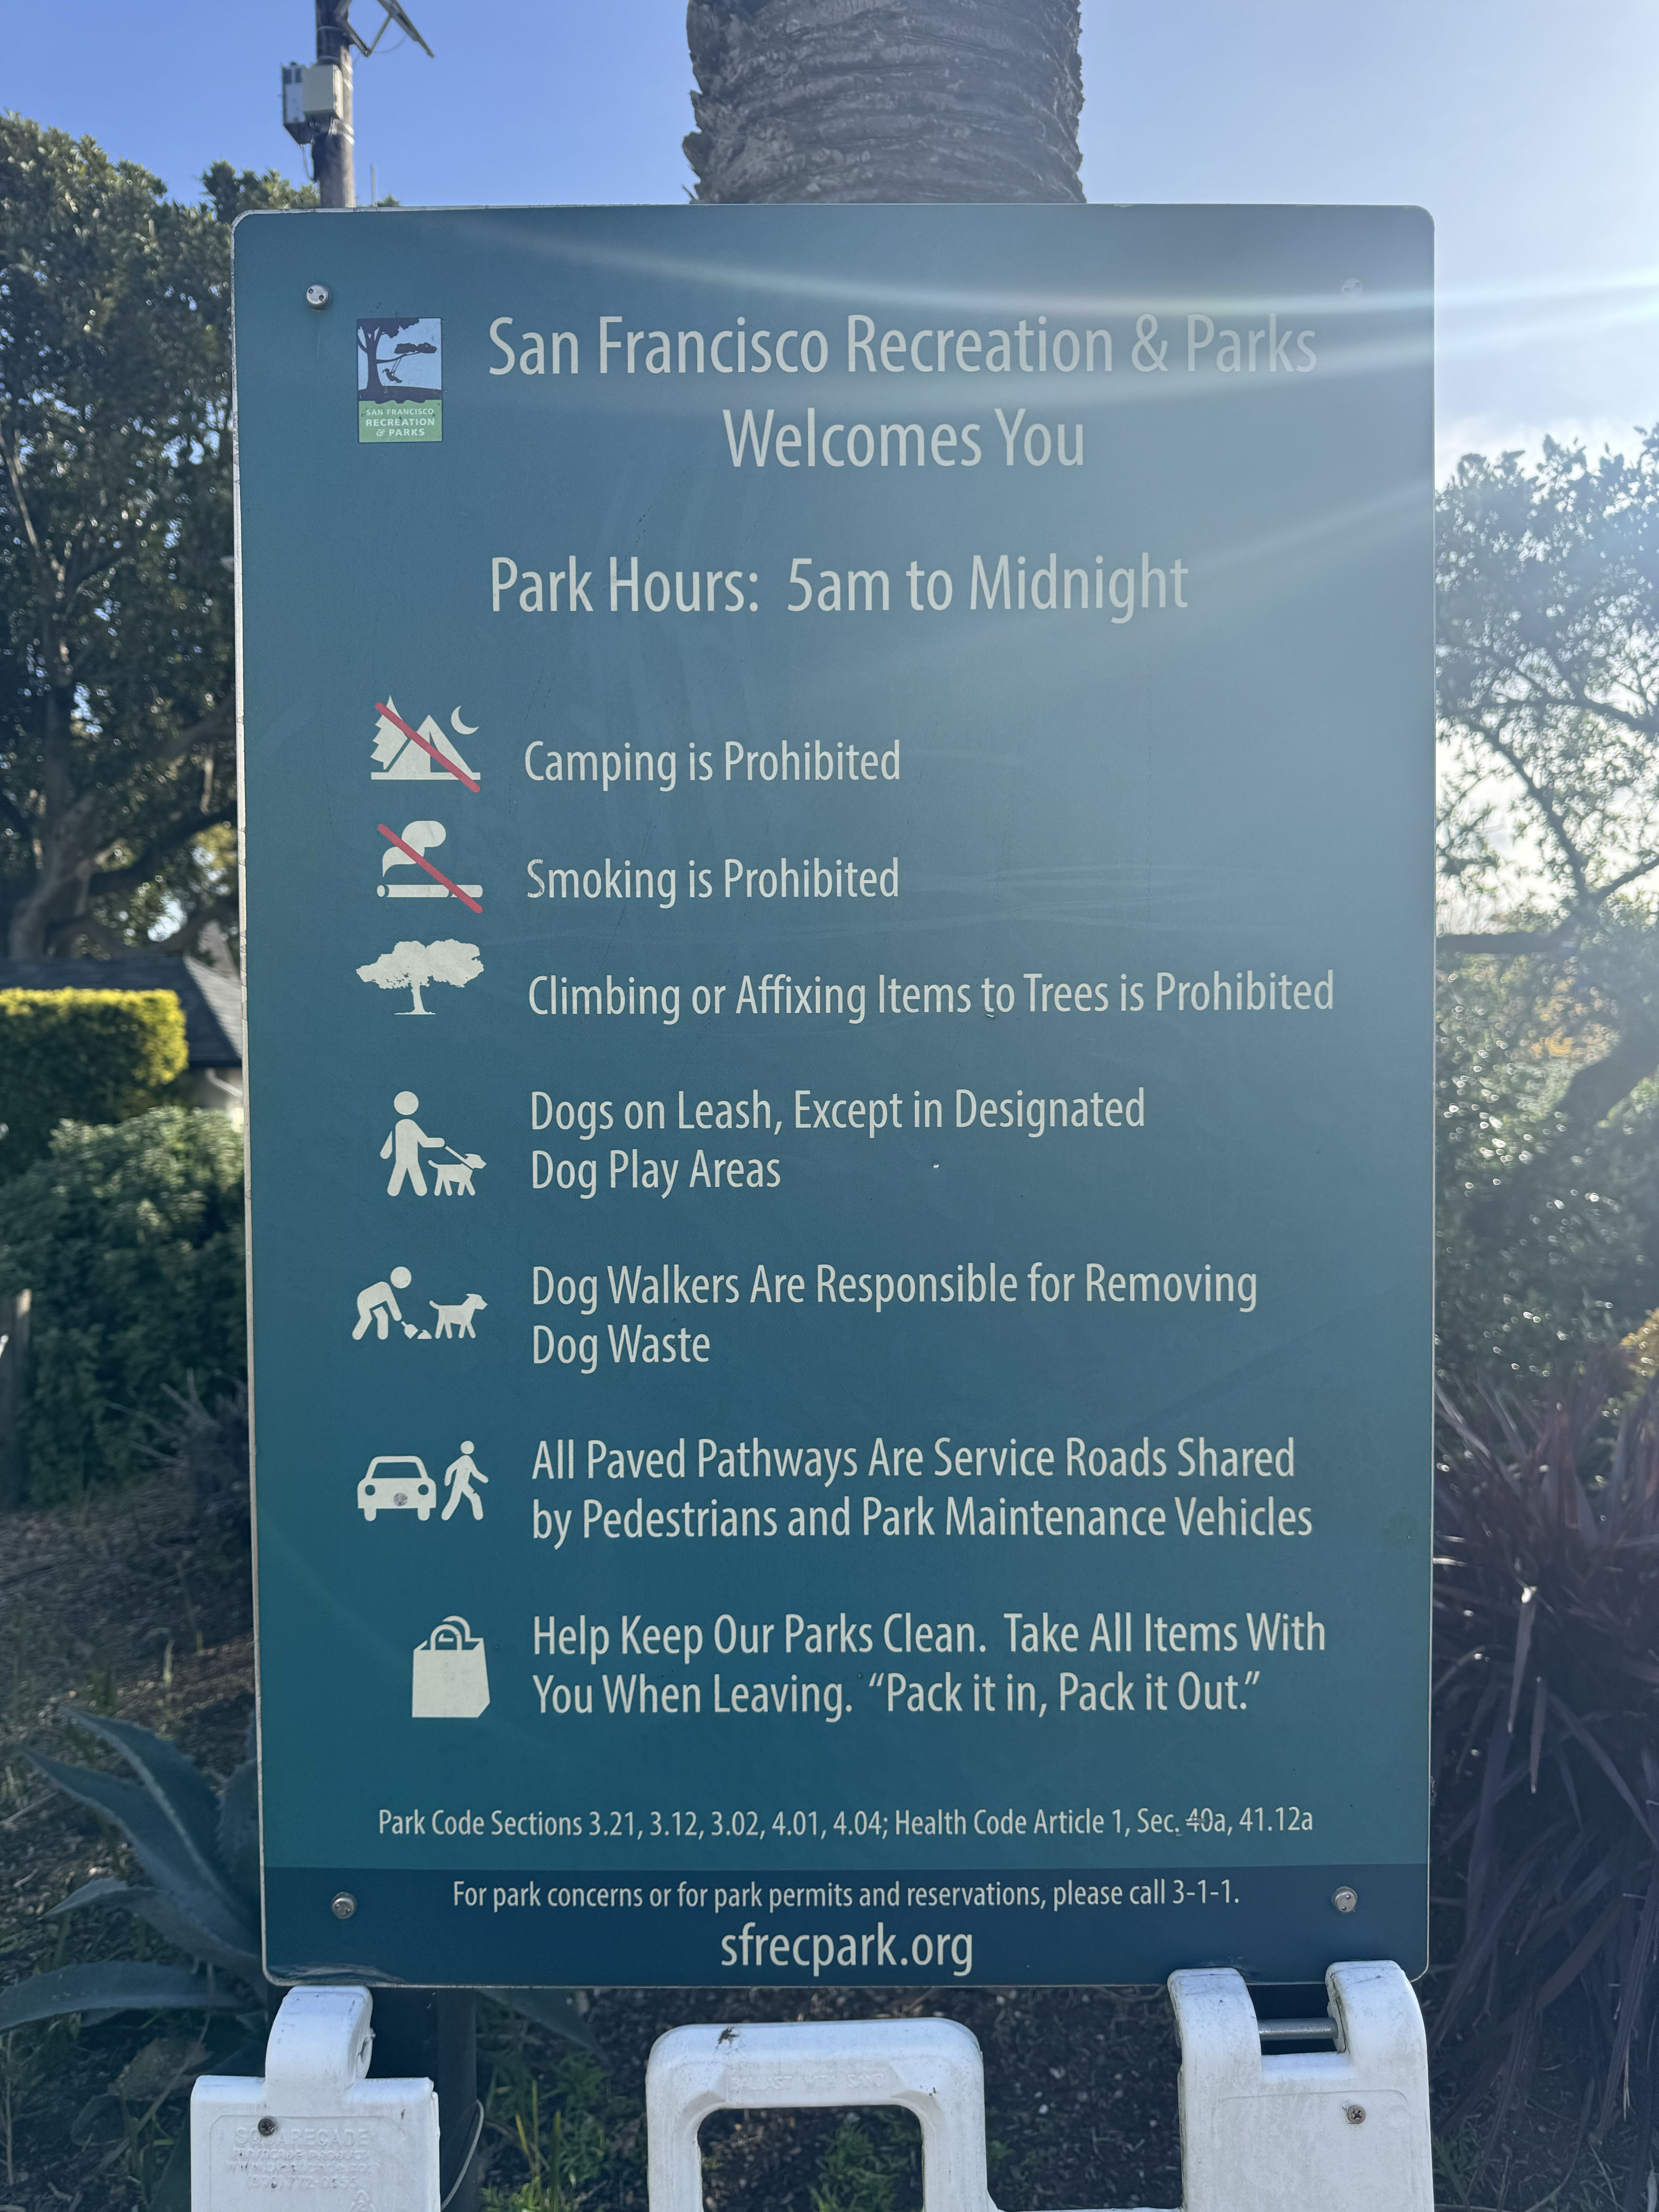 San Francisco Recreation & Parks
Welcomes You
SAN FRANCISCO
RECREATION
& PARKS
Park Hours: 5am to Midnight
Camping is Prohibited
Smoking is Prohibited
Climbing or Affixing Items to Trees is Prohibited
Dogs on Leash, Except in Designated
Dog Play Areas
Dog Walkers Are Responsible for Removing
Dog Waste
All Paved Pathways Are Service Roads Shared
by Pedestrians and Park Maintenance Vehicles
Help Keep Our Parks Clean. Take All Items With
You When Leaving. “Pack it in, Pack it Out.”
Park Code Sections 3.21, 3.12, 3.02, 4.01, 4.04; Health Code Article 1, Sec. 40a, 41.12a
For park concerns or for park permits and reservations, please call 3-1-1.
sfrecpark.org